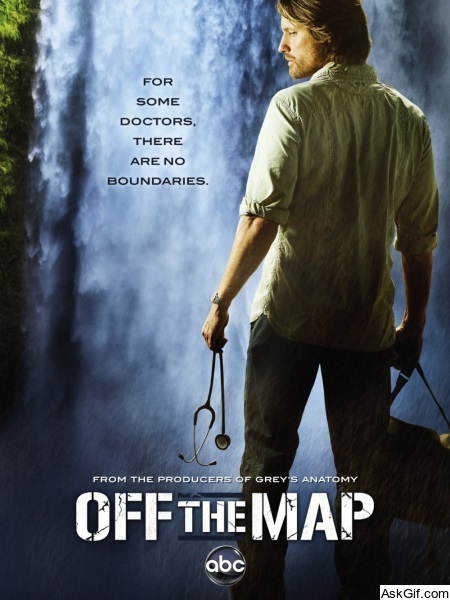 FOR
SOME
DOCTORS,
THERE
ARE NO
BOUNDARIES.
FROM THE PRODUCERS OF GREY'S ANATOMY
OFF THE MAP
abc
AskGif.com